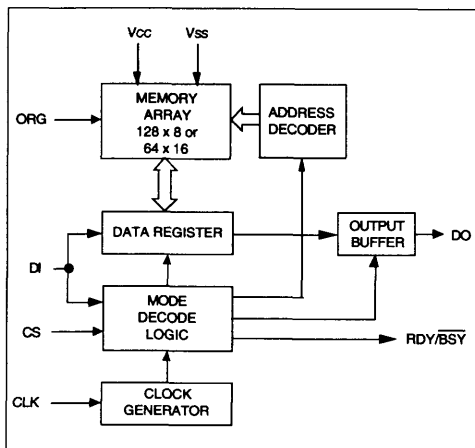 Vcc Vss
ORG
MEMORY
ARRAY
128 x 8 or
64 x 16
ADDRESS
DECODER
DATA REGISTER
OUTPUT
BUFFER
DO
DI
MODE
DECODE
LOGIC
CS
RDY/BSY
CLK
CLOCK
GENERATOR